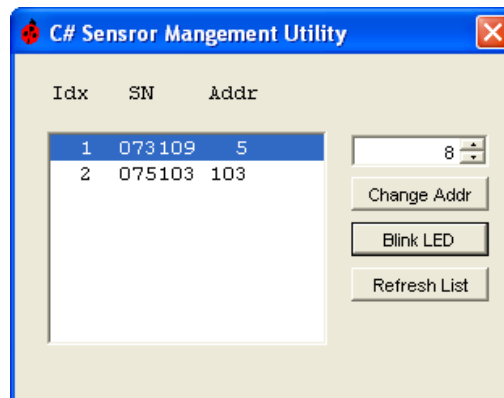 C# Sensror Mangement Utility
Idx SN Addr
1 073109 5
2 075103 103
8
Change Addr
Blink LED
Refresh List